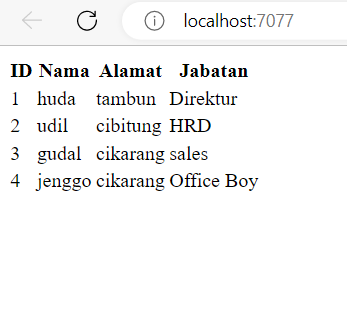 localhost:7077
ID Nama Alamat Jabatan
1 huda tambun Direktur
2 udil cibitung HRD
3 gudal cikarang sales
4 jenggo cikarang Office Boy